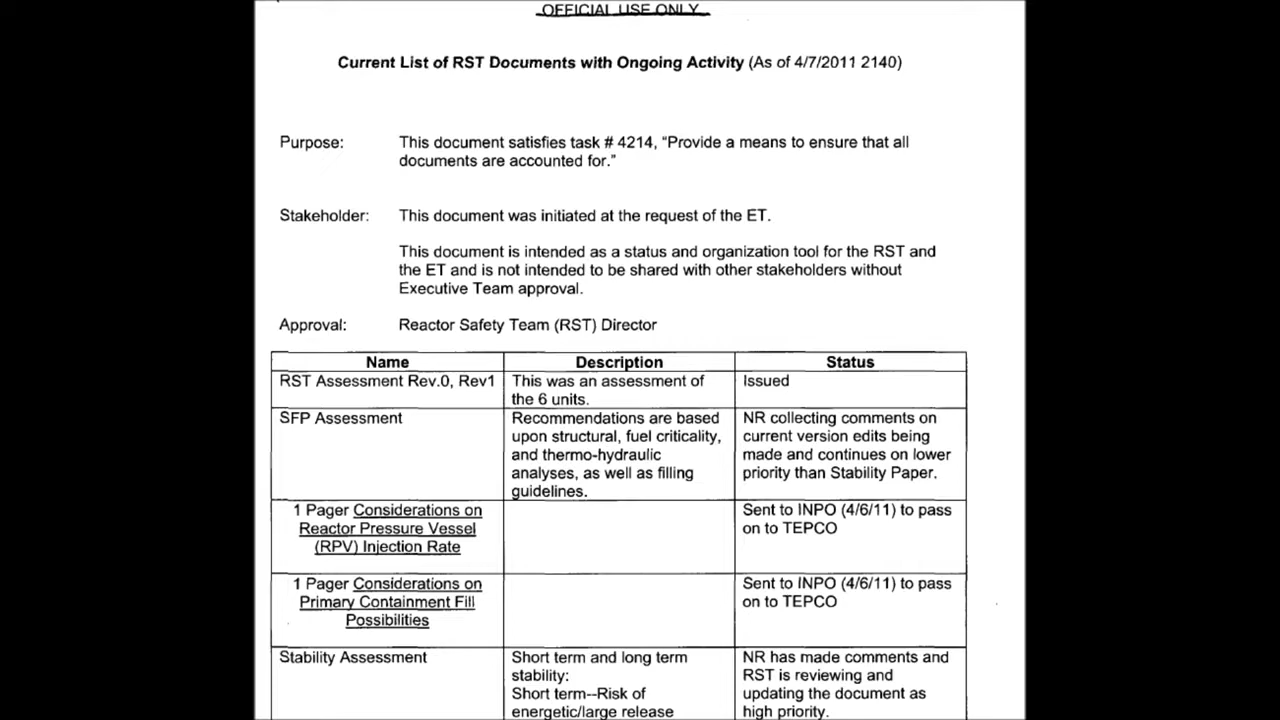 OFFICIAL USE ONLY
Current List of RST Documents with Ongoing Activity (As of 4/7/2011 2140)
Purpose: This document satisfies task # 4214, “Provide a means to ensure that all
documents are accounted for.”
Stakeholder: This document was initiated at the request of the ET.
This document is intended as a status and organization tool for the RST and
the ET and is not intended to be shared with other stakeholders without
Executive Team approval.
Approval: Reactor Safety Team (RST) Director
Name Description Status
RST Assessment Rev.0, Rev1
This was an assessment of
the 6 units.
Issued
SFP Assessment
Recommendations are based
upon structural, fuel criticality,
and thermo-hydraulic
analyses, as well as filling
guidelines.
NR collecting comments on
current version edits being
made and continues on lower
priority than Stability Paper.
1 Pager Considerations on
Reactor Pressure Vessel
(RPV) Injection Rate
Sent to INPO (4/6/11) to pass
on to TEPCO
1 Pager Considerations on
Primary Containment Fill
Possibilities
Sent to INPO (4/6/11) to pass
on to TEPCO
Stability Assessment
Short term and long term
stability:
Short term--Risk of
energetic/large release
NR has made comments and
RST is reviewing and
updating the document as
high priority.